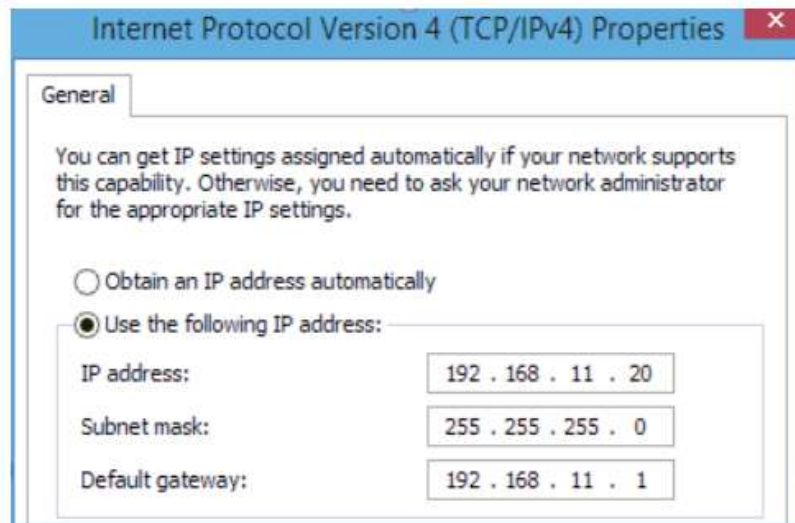 Internet Protocol Version 4 (TCP/IPv4) Properties
General
You can get IP settings assigned automatically if your network supports
this capability. Otherwise, you need to ask your network administrator
for the appropriate IP settings.
Obtain an IP address automatically
Use the following IP address:
IP address: 192 . 168 . 11 . 20
Subnet mask: 255 . 255 . 255 . 0
Default gateway: 192 . 168 . 11 . 1